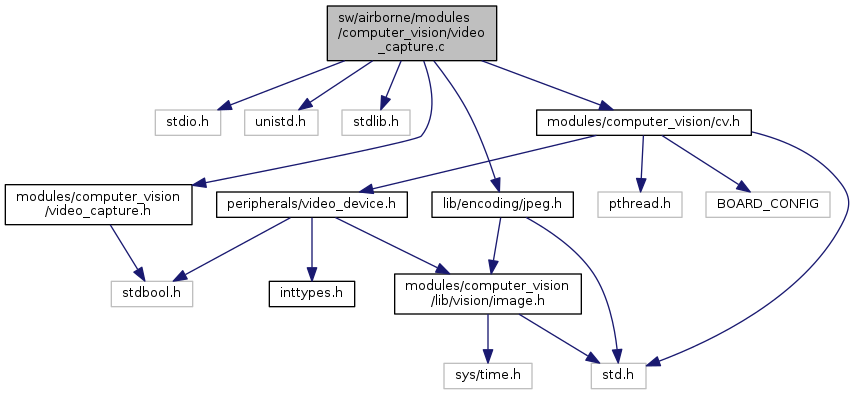 sw/airborne/modules
/computer_vision/video
_capture.c
stdio.h
unistd.h
stdlib.h
modules/computer_vision/cv.h
modules/computer_vision
/video_capture.h
peripherals/video_device.h
lib/encoding/jpeg.h
pthread.h
BOARD_CONFIG
stdbool.h
inttypes.h
modules/computer_vision
/lib/vision/image.h
sys/time.h
std.h